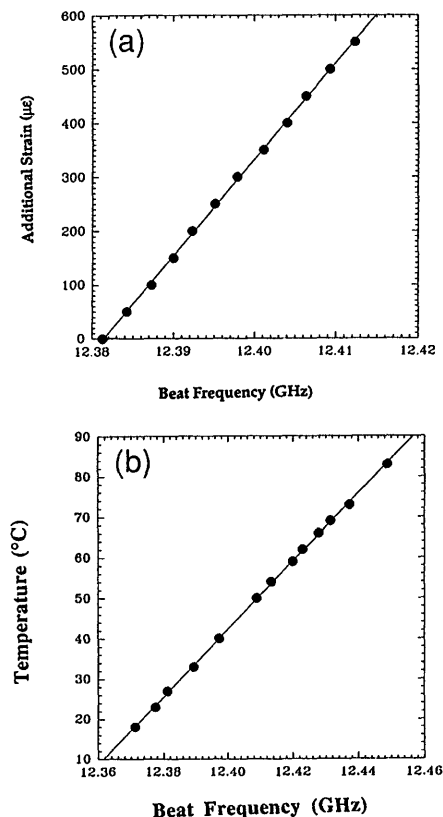 (a)
600
500
400
300
200
100
0
Additional Strain (με)
12.38 12.39 12.40 12.41 12.42
Beat Frequency (GHz)
(b)
90
80
70
60
50
40
30
20
10
Temperature (°C)
12.36 12.38 12.40 12.42 12.44 12.46
Beat Frequency (GHz)